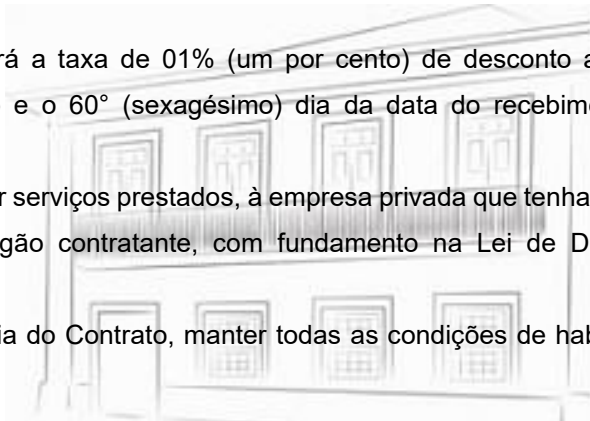 rá a taxa de 01% (um por cento) de desconto a
e o 60° (sexagésimo) dia da data do recebim
r serviços prestados, à empresa privada que tenha
gão contratante, com fundamento na Lei de D
ia do Contrato, manter todas as condições de hab